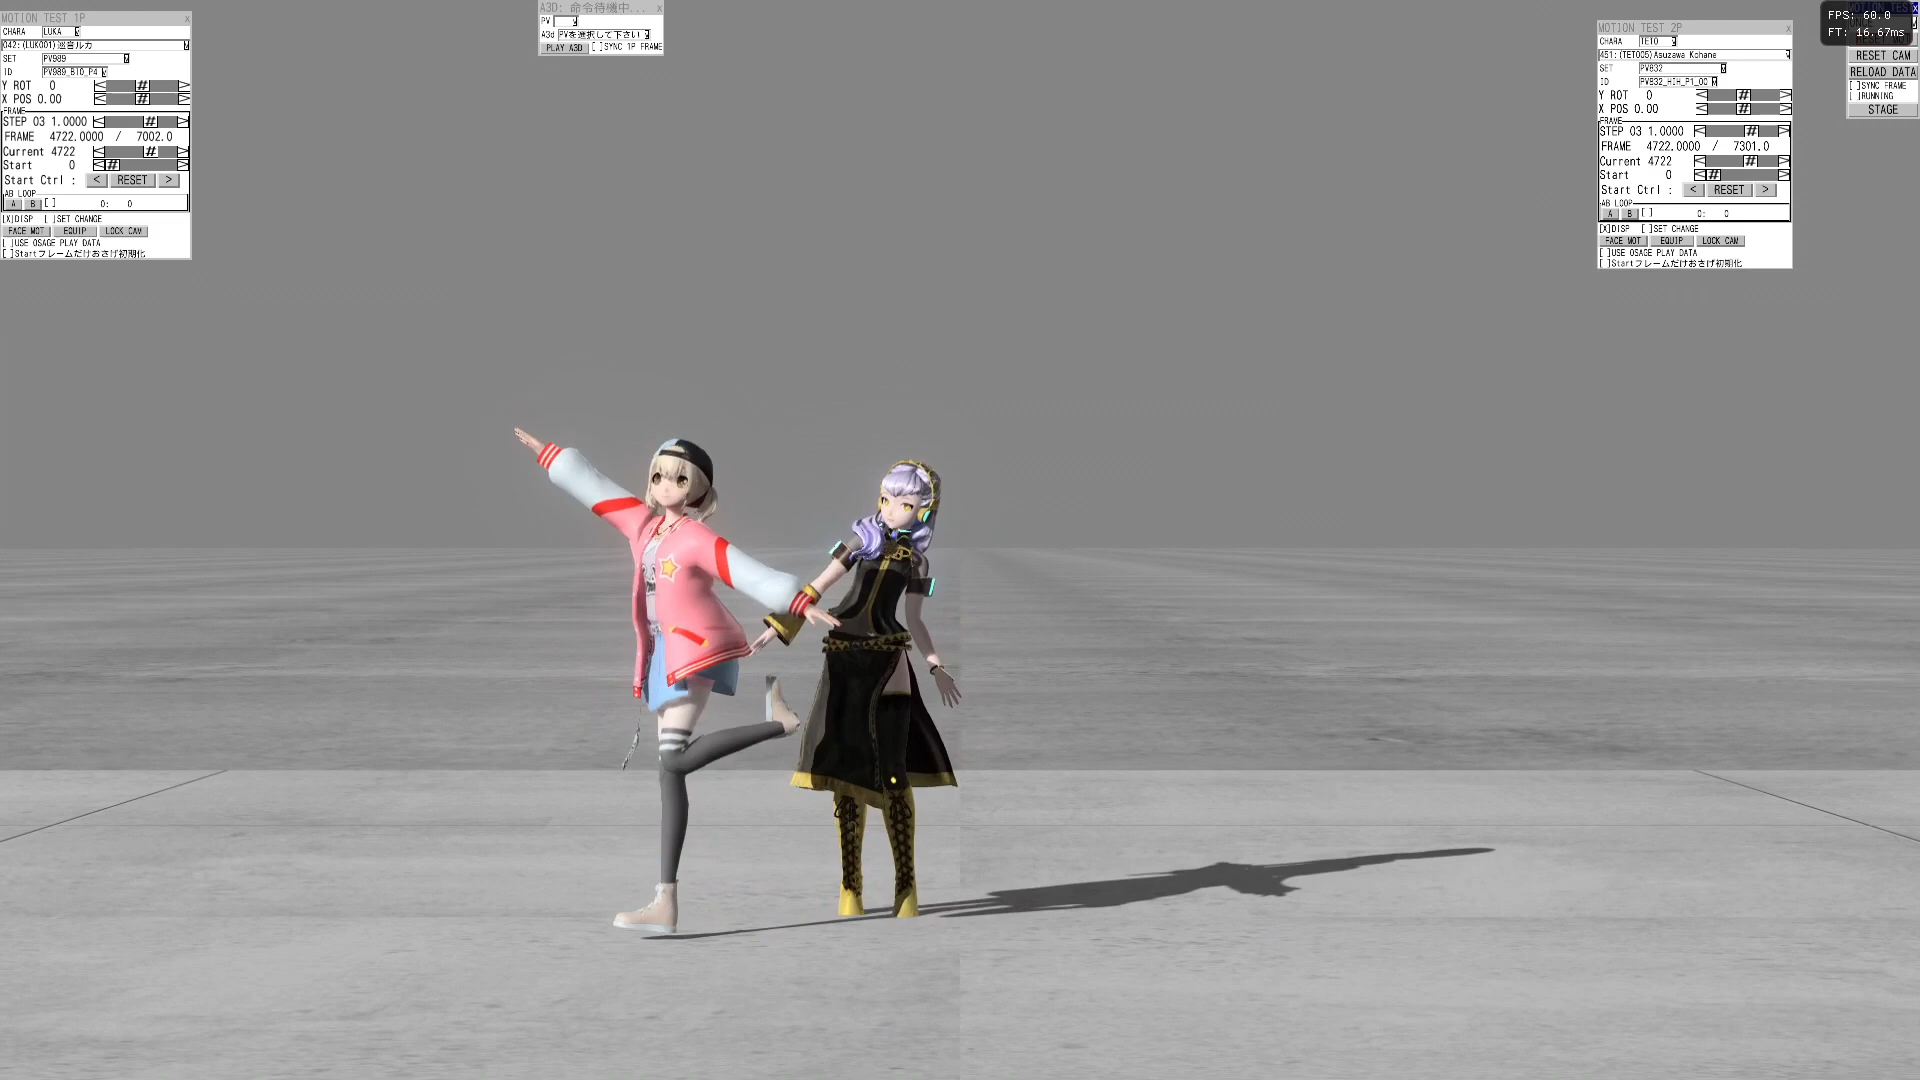 MOTION TEST 1P x
CHARA LUKA
042:(LUK001)巡音ルカ
SET PV989
ID PV989_BIO_P4
Y ROT 0
X POS 0.00
FRAME
STEP 03 1.0000
FRAME 4722.0000 / 7002.0
Current 4722
Start 0
Start Ctrl : < RESET >
AB LOOP
A B [ ] 0: 0
[X]DISP [ ]SET CHANGE
FACE MOT EQUIP LOCK CAM
[ ]USE OSAGE PLAY DATA
[ ]Startフレームだけおさげ初期化
A3D: 命令待機中... x
PV
A3d PVを選択して下さい
PLAY A3D [ ]SYNC 1P FRAME
MOTION TEST 2P x
CHARA TETO
451:(TET005)Asuzawa Kohane
SET PV832
ID PV832_HIH_P1_00
Y ROT 0
X POS 0.00
FRAME
STEP 03 1.0000
FRAME 4722.0000 / 7301.0
Current 4722
Start 0
Start Ctrl : < RESET >
AB LOOP
A B [ ] 0: 0
[X]DISP [ ]SET CHANGE
FACE MOT EQUIP LOCK CAM
[ ]USE OSAGE PLAY DATA
[ ]Startフレームだけおさげ初期化
FPS: 60.0
FT: 16.67ms
RESET CAM
RELOAD DATA
[ ]SYNC FRAME
[ ]RUNNING
STAGE